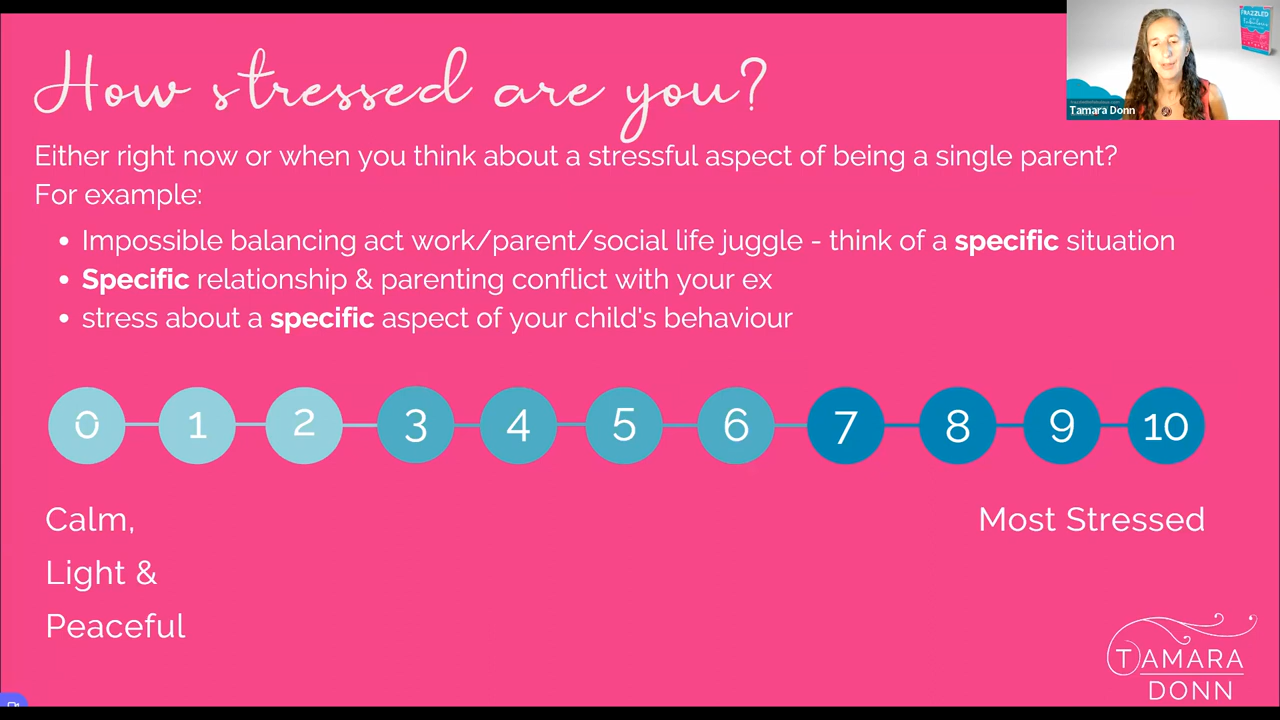 How stressed are you?
Either right now or when you think about a stressful aspect of being a single parent?
For example:
• Impossible balancing act work/parent/social life juggle - think of a specific situation
• Specific relationship & parenting conflict with your ex
• stress about a specific aspect of your child's behaviour
0 1 2 3 4 5 6 7 8 9 10
Calm,
Light &
Peaceful
Most Stressed
TAMARA
DONN
Tamara Donn
FRAZZLED